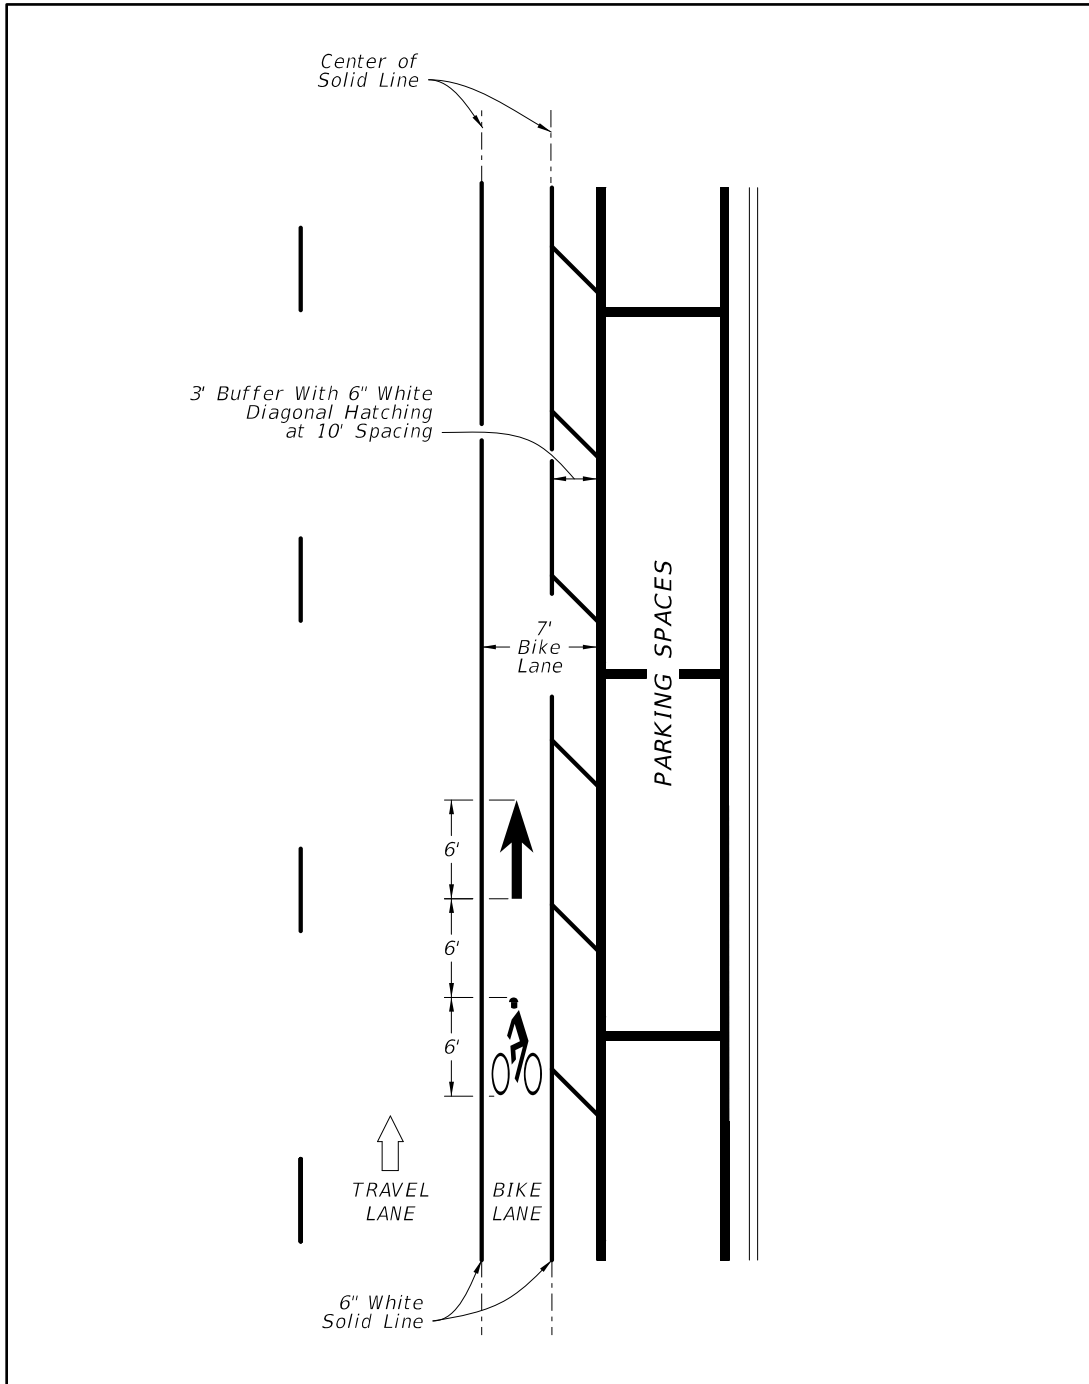 Center of
Solid Line
3' Buffer With 6" White
Diagonal Hatching
at 10' Spacing
PARKING SPACES
7'
Bike
Lane
6'
6'
6'
TRAVEL
LANE
BIKE
LANE
6" White
Solid Line